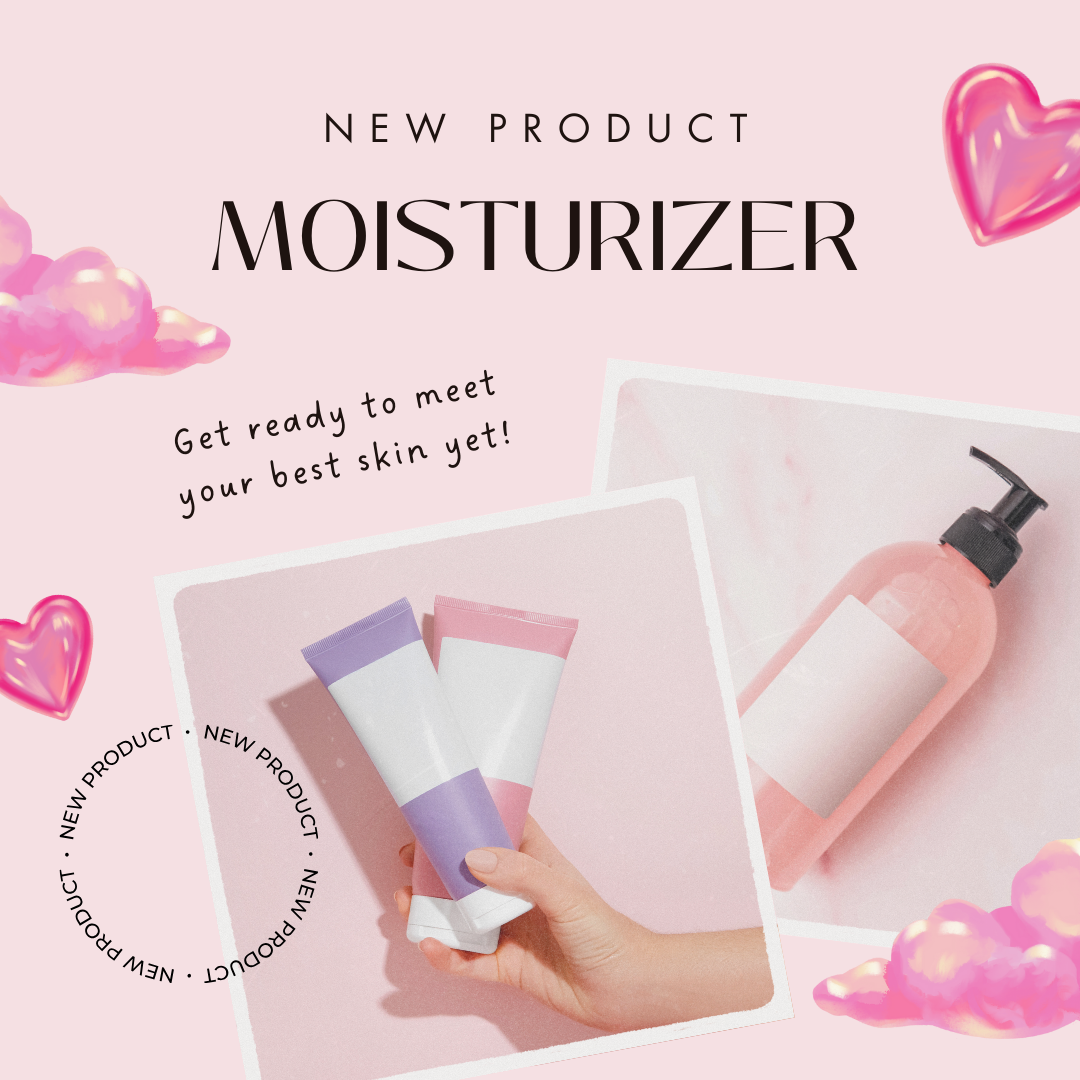 NEW PRODUCT
MOISTURIZER
Get ready to meet
your best skin yet!
NEW PRODUCT · NEW PRODUCT · NEW PRODUCT · NEW PRODUCT ·